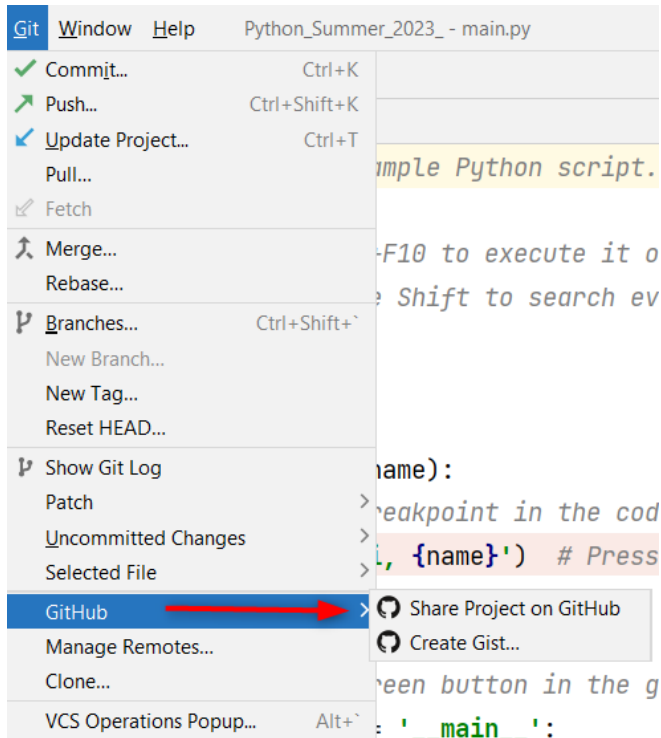 Git Window Help Python_Summer_2023_ - main.py
Commit... Ctrl+K
Push... Ctrl+Shift+K
Update Project... Ctrl+T
Pull...
ample Python script.
Fetch
Merge...
F10 to execute it o
Rebase...
Shift to search ev
Branches... Ctrl+Shift+`
New Branch...
New Tag...
Reset HEAD...
Show Git Log
name):
Patch
reakpoint in the cod
Uncommitted Changes
, {name}') # Press
Selected File
GitHub
Share Project on GitHub
Manage Remotes...
Create Gist...
Clone...
reen button in the g
VCS Operations Popup... Alt+`
= '__main__':